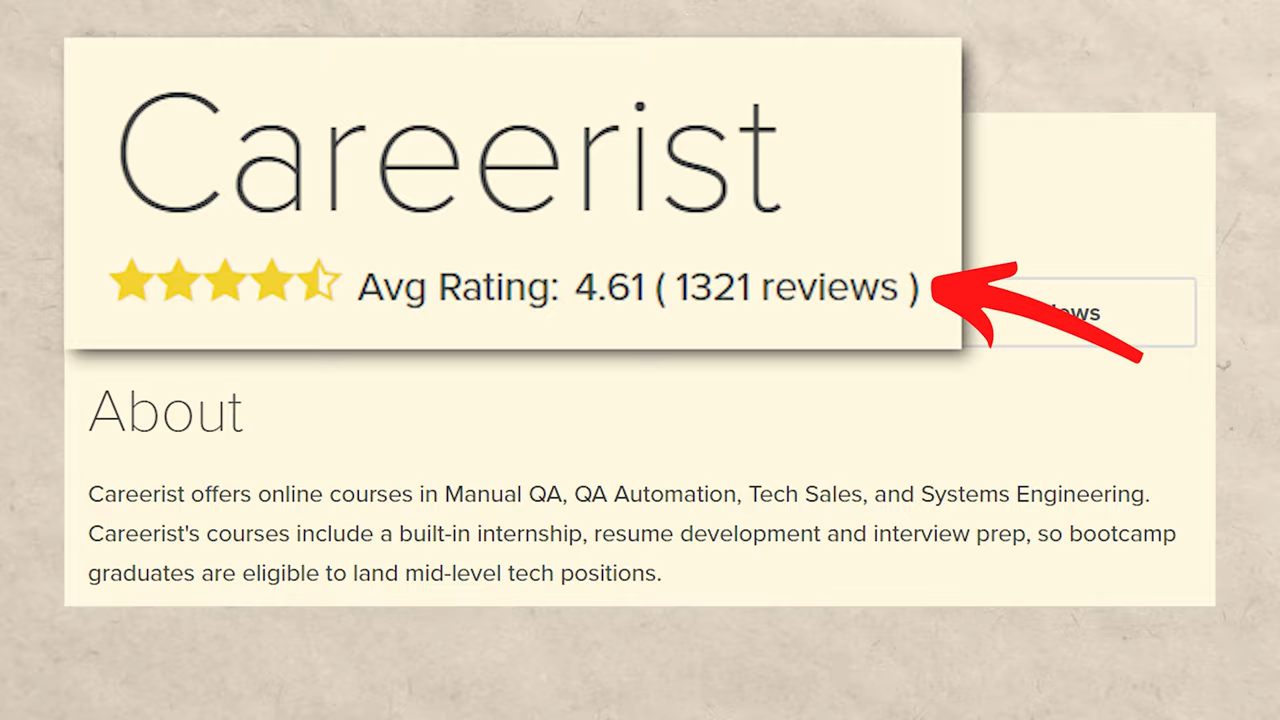 Careerist
Avg Rating: 4.61 ( 1321 reviews )
About
Careerist offers online courses in Manual QA, QA Automation, Tech Sales, and Systems Engineering.
Careerist's courses include a built-in internship, resume development and interview prep, so bootcamp
graduates are eligible to land mid-level tech positions.